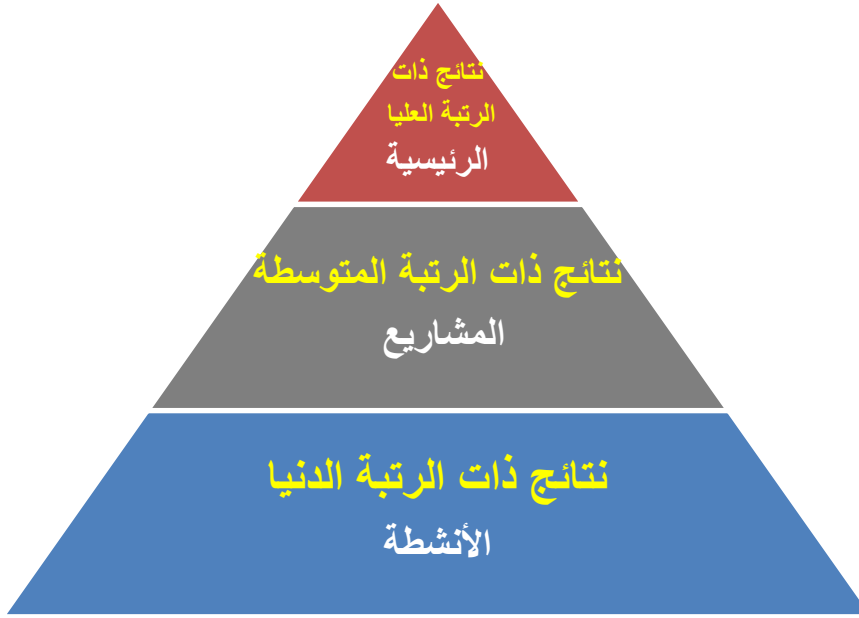 نتائج ذات
الرتبة العليا
الرئيسية
نتائج ذات الرتبة المتوسطة
المشاريع
نتائج ذات الرتبة الدنيا
الأنشطة